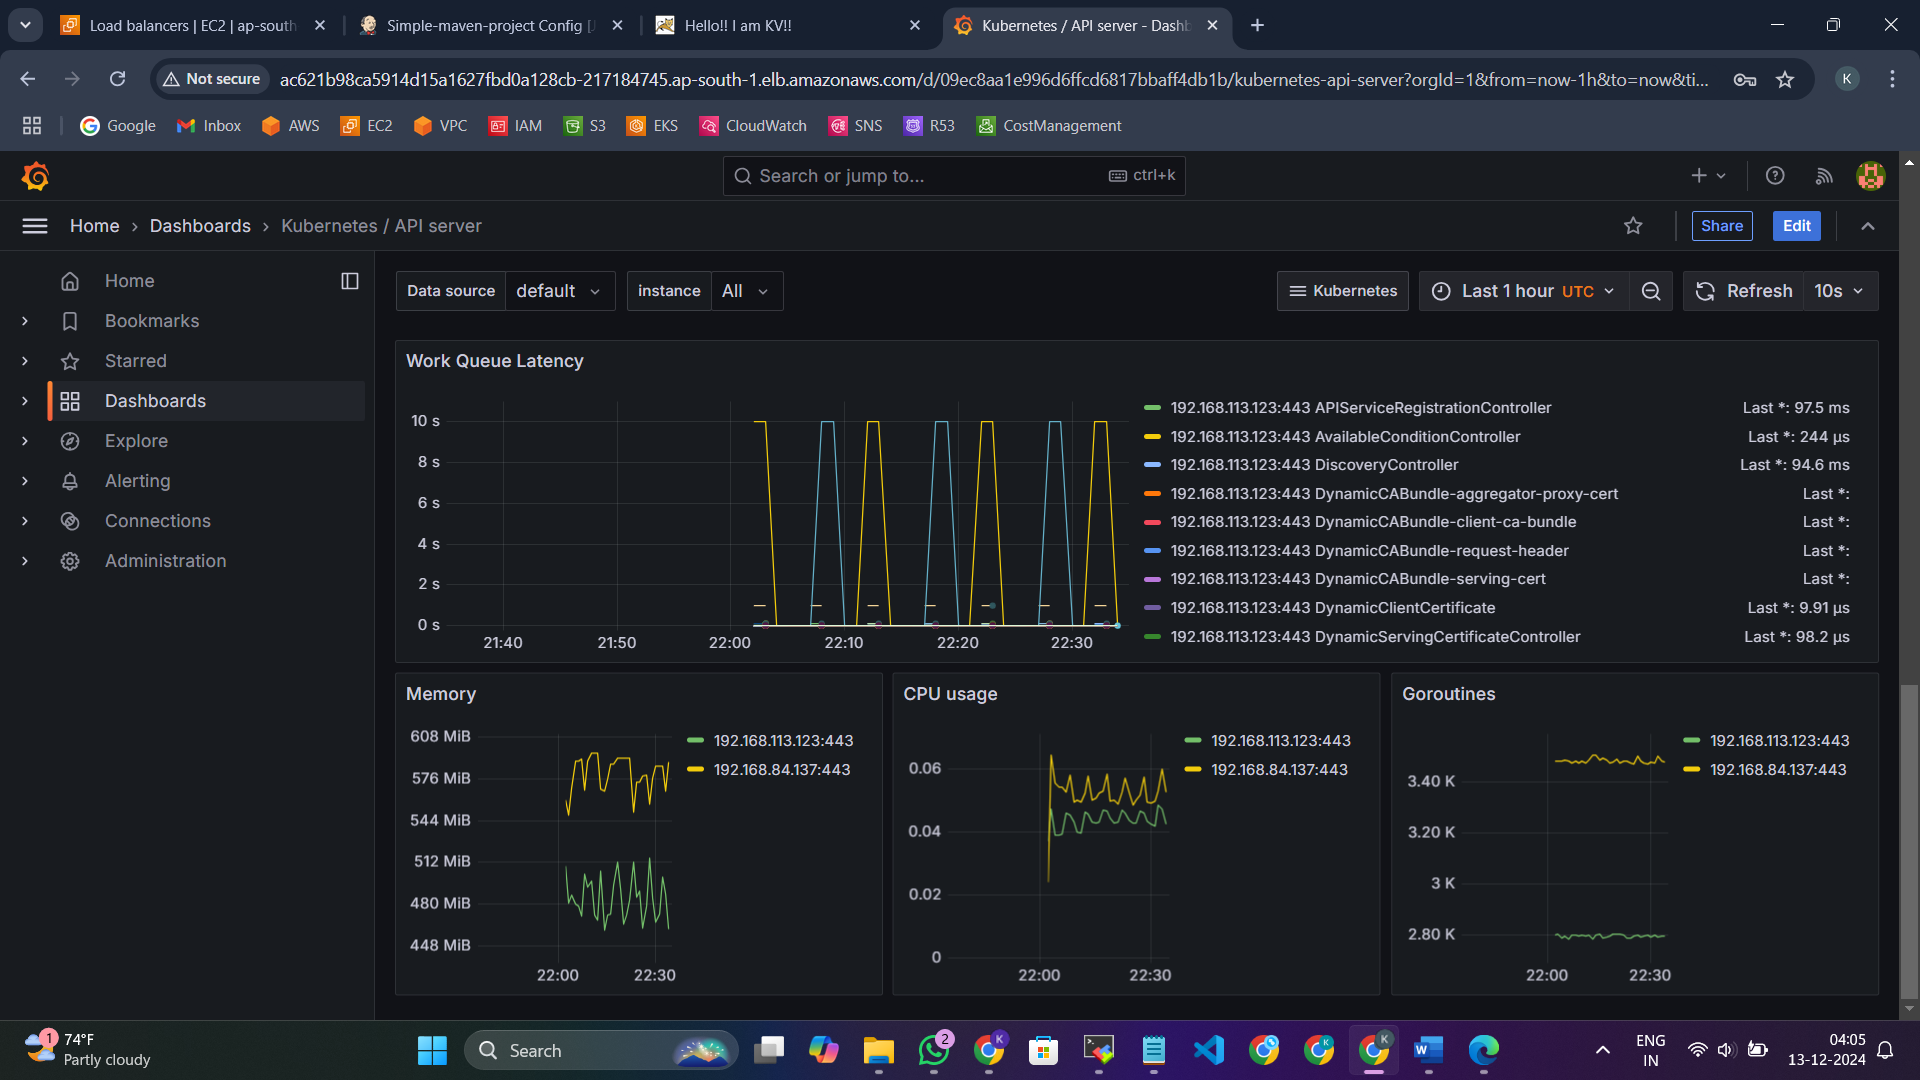 Load balancers | EC2 | ap-south
Simple-maven-project Config [J
Hello!! I am KV!!
Kubernetes / API server - Dashb
Not secure
ac621b98ca5914d15a1627fbd0a128cb-217184745.ap-south-1.elb.amazonaws.com/d/09ec8aa1e996d6ffcd6817bbaff4db1b/kubernetes-api-server?orgId=1&from=now-1h&to=now&ti...
K
Google Inbox AWS EC2 VPC IAM S3 EKS CloudWatch SNS R53 CostManagement
Search or jump to... ctrl+k
Home › Dashboards › Kubernetes / API server
Share Edit
Home
Bookmarks
Starred
Dashboards
Explore
Alerting
Connections
Administration
Data source default instance All
Kubernetes Last 1 hour UTC Refresh 10s
Work Queue Latency
10 s
8 s
6 s
4 s
2 s
0 s
21:40 21:50 22:00 22:10 22:20 22:30
192.168.113.123:443 APIServiceRegistrationController Last *: 97.5 ms
192.168.113.123:443 AvailableConditionController Last *: 244 µs
192.168.113.123:443 DiscoveryController Last *: 94.6 ms
192.168.113.123:443 DynamicCABundle-aggregator-proxy-cert Last *:
192.168.113.123:443 DynamicCABundle-client-ca-bundle Last *:
192.168.113.123:443 DynamicCABundle-request-header Last *:
192.168.113.123:443 DynamicCABundle-serving-cert Last *:
192.168.113.123:443 DynamicClientCertificate Last *: 9.91 µs
192.168.113.123:443 DynamicServingCertificateController Last *: 98.2 µs
Memory
608 MiB
576 MiB
544 MiB
512 MiB
480 MiB
448 MiB
22:00 22:30
192.168.113.123:443
192.168.84.137:443
CPU usage
0.06
0.04
0.02
0
22:00 22:30
192.168.113.123:443
192.168.84.137:443
Goroutines
3.40 K
3.20 K
3 K
2.80 K
22:00 22:30
192.168.113.123:443
192.168.84.137:443
1
74°F
Partly cloudy
Search
2
K
K
K
W
ENG
IN
04:05
13-12-2024